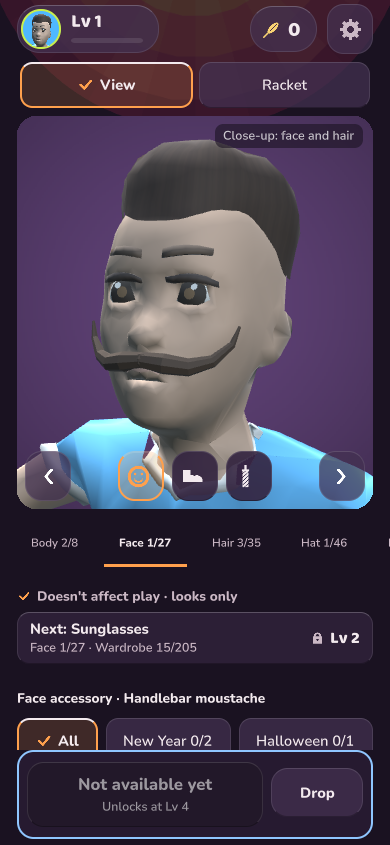 Lv 1
0
View
Racket
Close-up: face and hair
Body 2/8
Face 1/27
Hair 3/35
Hat 1/46
Doesn't affect play · looks only
Next: Sunglasses
Face 1/27 · Wardrobe 15/205
Lv 2
Face accessory · Handlebar moustache
All
New Year 0/2
Halloween 0/1
Not available yet
Unlocks at Lv 4
Drop